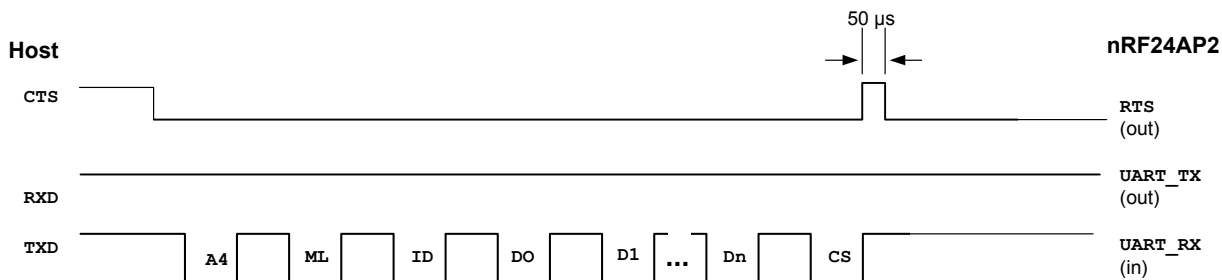 50 µs
Host
nRF24AP2
CTS
RTS
(out)
RXD
UART_TX
(out)
TXD
A4 ML ID DO D1 ... Dn CS
UART_RX
(in)